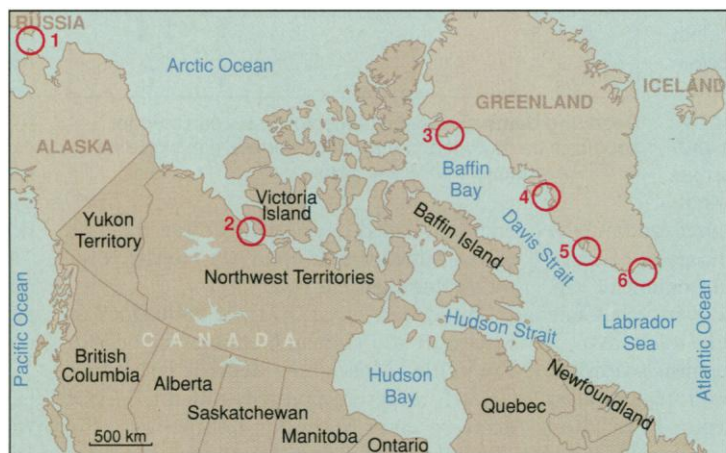 RUSSIA
1
Arctic Ocean
GREENLAND
ICELAND
3
ALASKA
Baffin
Bay
Victoria
Island
4
2
Yukon
Territory
Baffin Island
Davis Strait
5
Northwest Territories
6
Pacific Ocean
Hudson Strait
Labrador
Sea
Atlantic Ocean
CANADA
British
Columbia
Alberta
Hudson
Bay
Quebec
Newfoundland
Saskatchewan
Manitoba
Ontario
500 km